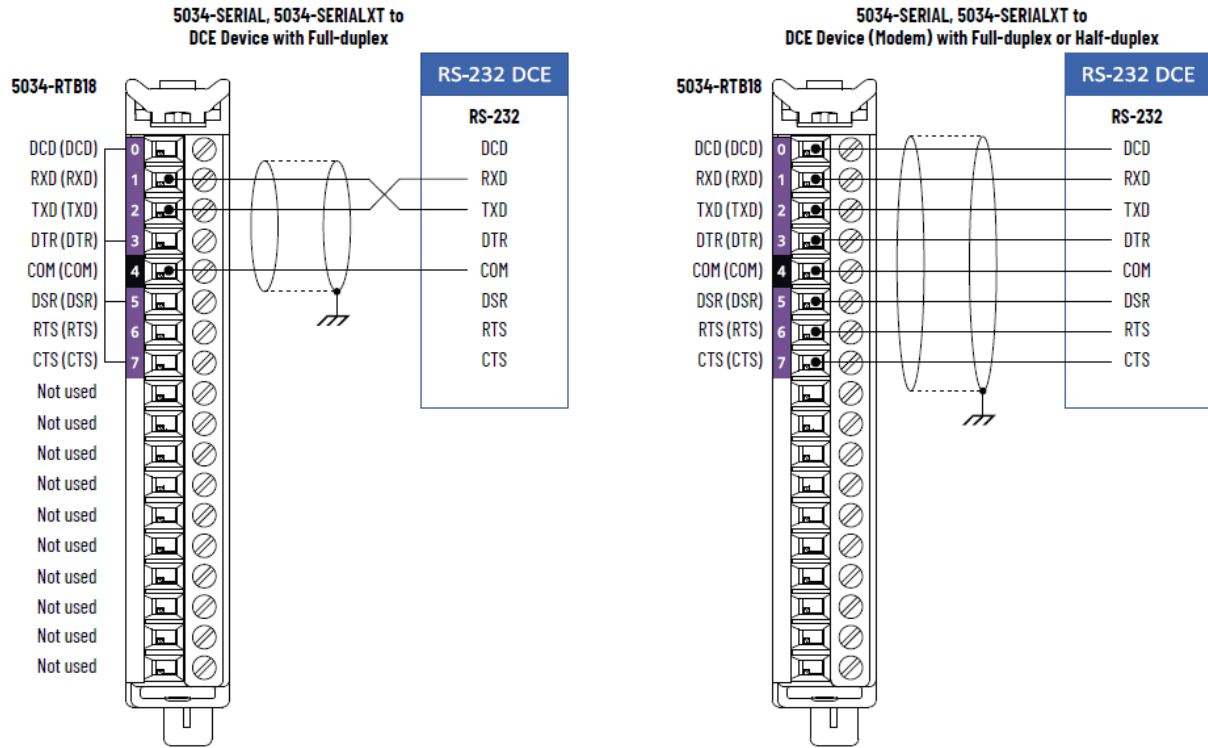 5034-SERIAL, 5034-SERIALXT to
DCE Device with Full-duplex
5034-RTB18
RS-232 DCE
RS-232
DCD (DCD) 0 DCD
RXD (RXD) 1 RXD
TXD (TXD) 2 TXD
DTR (DTR) 3 DTR
COM (COM) 4 COM
DSR (DSR) 5 DSR
RTS (RTS) 6 RTS
CTS (CTS) 7 CTS
Not used
Not used
Not used
Not used
Not used
Not used
Not used
Not used
Not used
Not used
5034-SERIAL, 5034-SERIALXT to
DCE Device (Modem) with Full-duplex or Half-duplex
5034-RTB18
RS-232 DCE
RS-232
DCD (DCD) 0 DCD
RXD (RXD) 1 RXD
TXD (TXD) 2 TXD
DTR (DTR) 3 DTR
COM (COM) 4 COM
DSR (DSR) 5 DSR
RTS (RTS) 6 RTS
CTS (CTS) 7 CTS